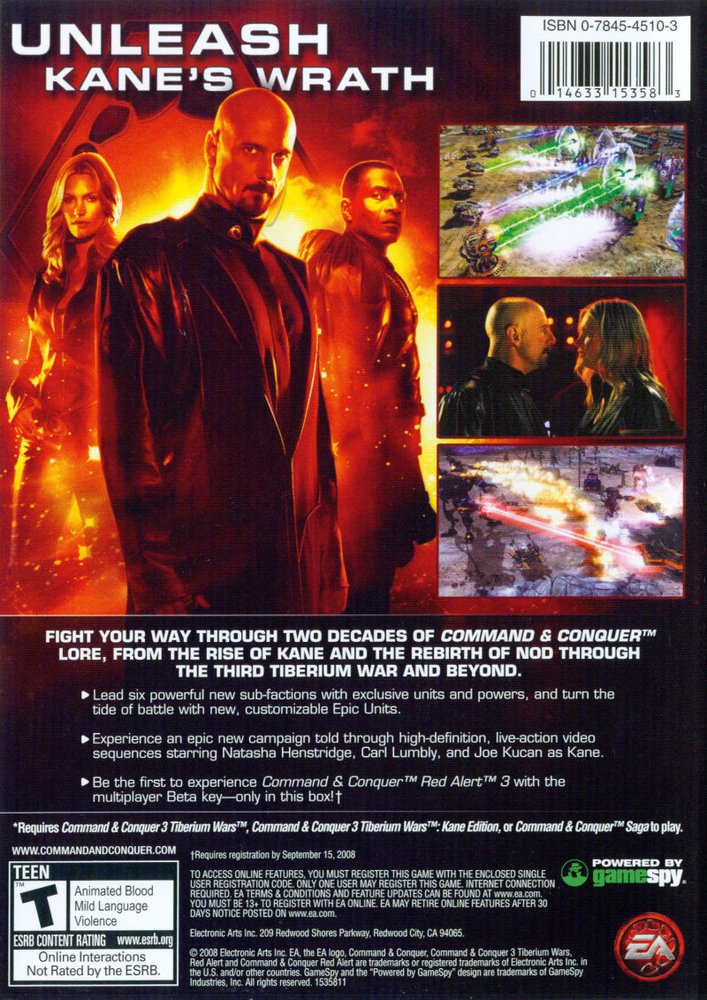 UNLEASH
KANE'S WRATH
ISBN 0-7845-4510-3
0 14633 15358 3
FIGHT YOUR WAY THROUGH TWO DECADES OF COMMAND & CONQUER™
LORE, FROM THE RISE OF KANE AND THE REBIRTH OF NOD THROUGH
THE THIRD TIBERIUM WAR AND BEYOND.
Lead six powerful new sub-factions with exclusive units and powers, and turn the
tide of battle with new, customizable Epic Units.
Experience an epic new campaign told through high-definition, live-action video
sequences starring Natasha Henstridge, Carl Lumbly, and Joe Kucan as Kane.
Be the first to experience Command & Conquer™ Red Alert™ 3 with the
multiplayer Beta key—only in this box!†
*Requires Command & Conquer 3 Tiberium Wars™, Command & Conquer 3 Tiberium Wars™: Kane Edition, or Command & Conquer™ Saga to play.
WWW.COMMANDANDCONQUER.COM
†Requires registration by September 15, 2008
TEEN
T™
Animated Blood
Mild Language
Violence
ESRB CONTENT RATING www.esrb.org
Online Interactions
Not Rated by the ESRB.
TO ACCESS ONLINE FEATURES, YOU MUST REGISTER THIS GAME WITH THE ENCLOSED SINGLE
USER REGISTRATION CODE. ONLY ONE USER MAY REGISTER THIS GAME. INTERNET CONNECTION
REQUIRED. EA TERMS & CONDITIONS AND FEATURE UPDATES CAN BE FOUND AT www.ea.com.
YOU MUST BE 13+ TO REGISTER WITH EA ONLINE. EA MAY RETIRE ONLINE FEATURES AFTER 30
DAYS NOTICE POSTED ON www.ea.com.
Electronic Arts Inc. 209 Redwood Shores Parkway, Redwood City, CA 94065.
© 2008 Electronic Arts Inc. EA, the EA logo, Command & Conquer, Command & Conquer 3 Tiberium Wars,
Red Alert and Command & Conquer Red Alert are trademarks or registered trademarks of Electronic Arts Inc. in
the U.S. and/or other countries. GameSpy and the "Powered by GameSpy" design are trademarks of GameSpy
Industries, Inc. All rights reserved. 1535811
POWERED BY
gamespy.
EA